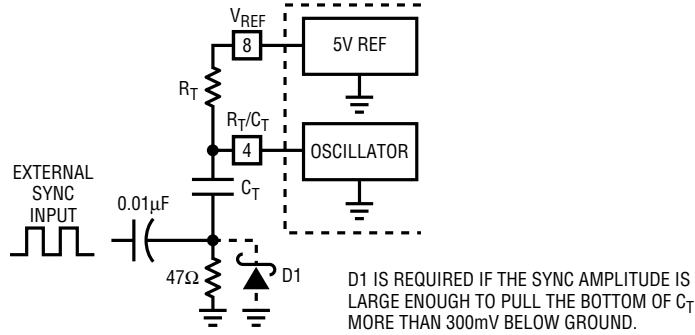 V_REF
8
5V REF
R_T
R_T/C_T
4
OSCILLATOR
C_T
EXTERNAL
SYNC
INPUT
0.01µF
47Ω
D1
D1 IS REQUIRED IF THE SYNC AMPLITUDE IS
LARGE ENOUGH TO PULL THE BOTTOM OF C_T
MORE THAN 300mV BELOW GROUND.